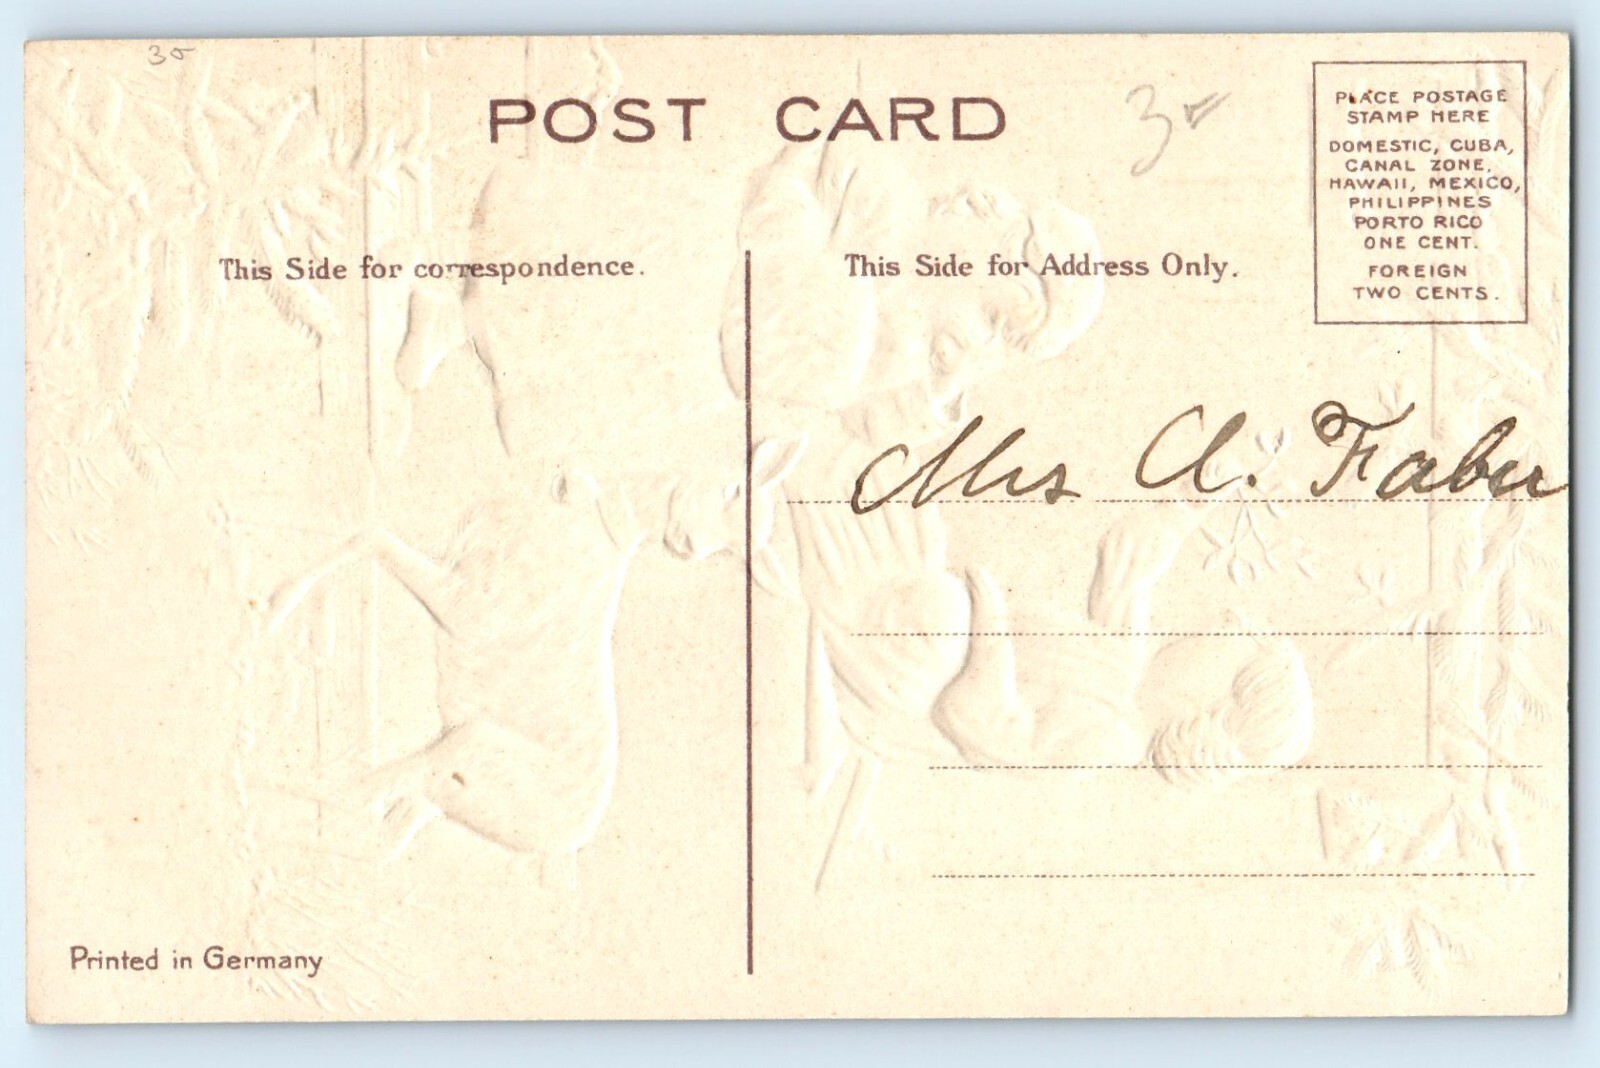 3-
POST CARD
3-
PLACE POSTAGE
STAMP HERE
DOMESTIC, CUBA,
CANAL ZONE,
HAWAII, MEXICO,
PHILIPPINES
PORTO RICO
ONE CENT.
FOREIGN
TWO CENTS.
This Side for correspondence.
This Side for Address Only.
Mrs A. Faber
Printed in Germany